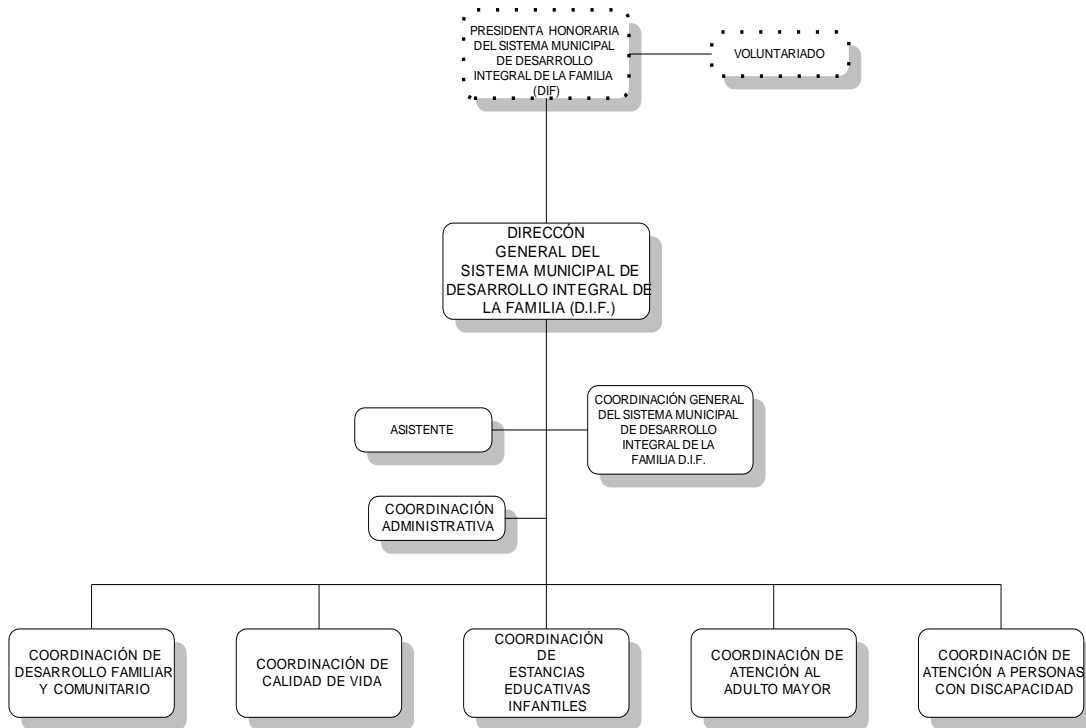 PRESIDENTA HONORARIA
DEL SISTEMA MUNICIPAL
DE DESARROLLO
INTEGRAL DE LA FAMILIA
(DIF)
VOLUNTARIADO
DIRECCÓN
GENERAL DEL
SISTEMA MUNICIPAL DE
DESARROLLO INTEGRAL DE
LA FAMILIA (D.I.F.)
ASISTENTE
COORDINACIÓN GENERAL
DEL SISTEMA MUNICIPAL
DE DESARROLLO
INTEGRAL DE LA
FAMILIA D.I.F.
COORDINACIÓN
ADMINISTRATIVA
COORDINACIÓN DE
DESARROLLO FAMILIAR
Y COMUNITARIO
COORDINACIÓN DE
CALIDAD DE VIDA
COORDINACIÓN
DE
ESTANCIAS
EDUCATIVAS
INFANTILES
COORDINACIÓN DE
ATENCIÓN AL
ADULTO MAYOR
COORDINACIÓN DE
ATENCIÓN A PERSONAS
CON DISCAPACIDAD